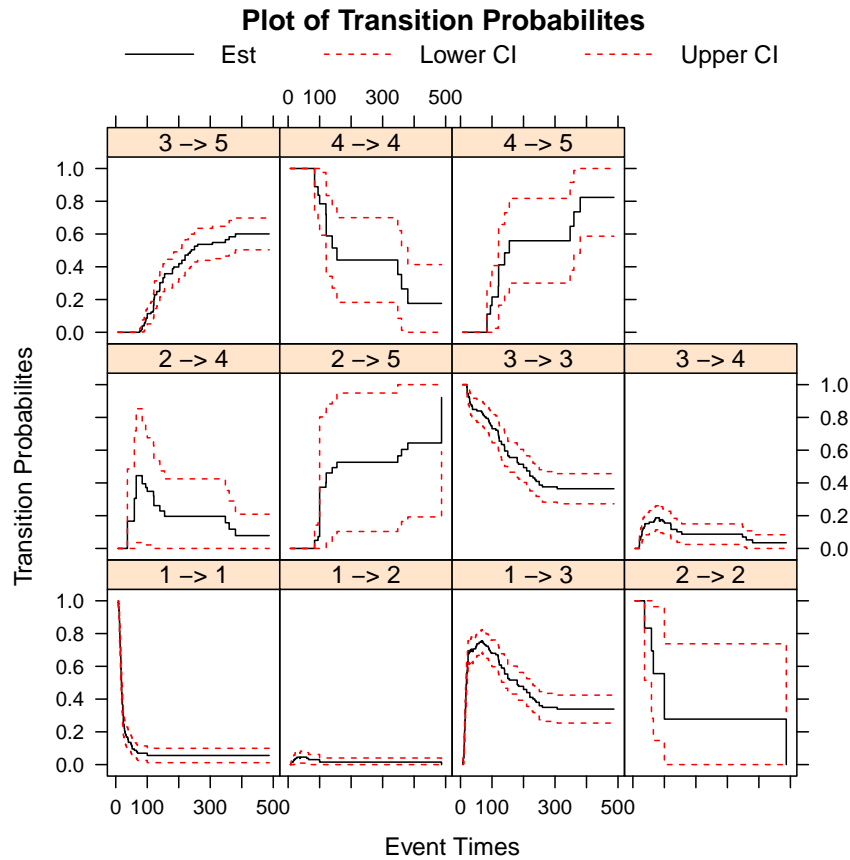 Plot of Transition Probabilites
Est Lower CI Upper CI
0 100 300 500
3 −> 5 4 −> 4 4 −> 5
1.0
0.8
0.6
0.4
0.2
0.0
2 −> 4 2 −> 5 3 −> 3 3 −> 4
1.0
0.8
0.6
0.4
0.2
0.0
1 −> 1 1 −> 2 1 −> 3 2 −> 2
1.0
0.8
0.6
0.4
0.2
0.0
0 100 300 500 0 100 300 500
Transition Probabilites
Event Times